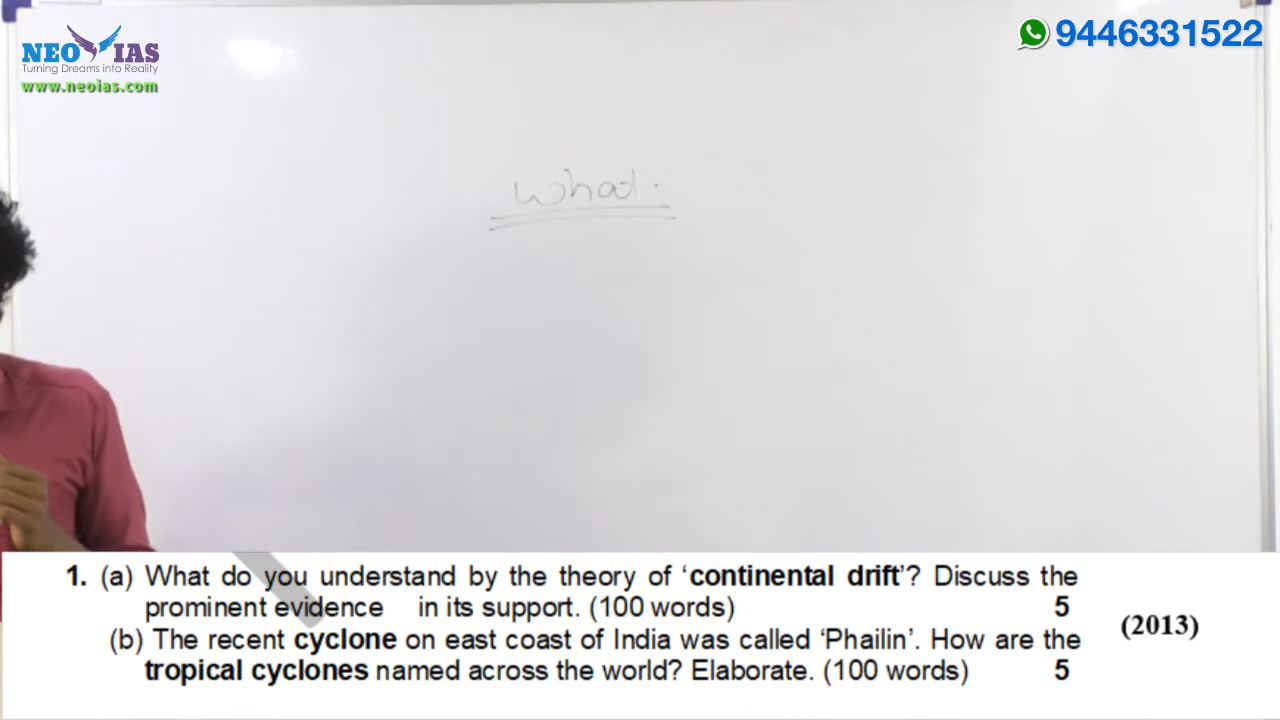 NEO IAS
Turning Dreams into Reality
www.neoias.com
9446331522
What.
1. (a) What do you understand by the theory of ‘continental drift’? Discuss the
prominent evidence in its support. (100 words) 5
(b) The recent cyclone on east coast of India was called ‘Phailin’. How are the
tropical cyclones named across the world? Elaborate. (100 words) 5
(2013)